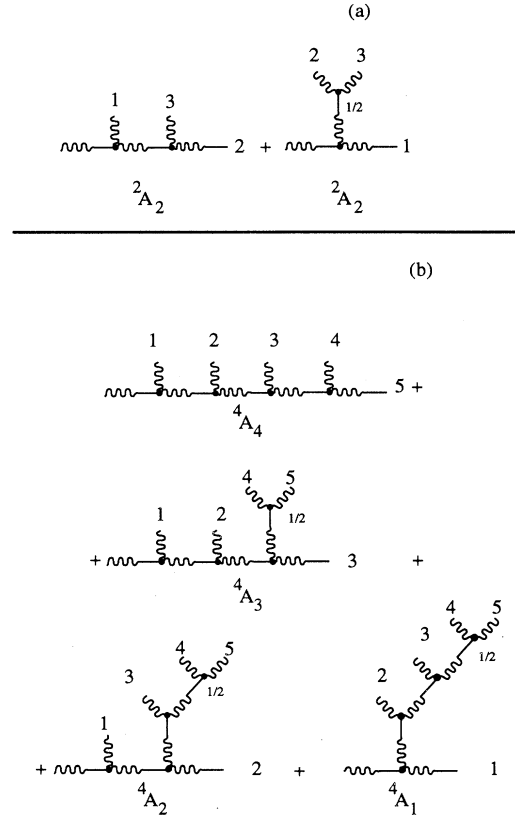 (a)
2 3
1 3 1/2
2 + 1
²A₂ ²A₂
(b)
1 2 3 4
5 +
⁴A₄
4 5
1 2 1/2
+ 3 +
⁴A₃
4 5
3 4 5 3
1/2 1/2
2
1
+ 2 + 1
⁴A₂ ⁴A₁